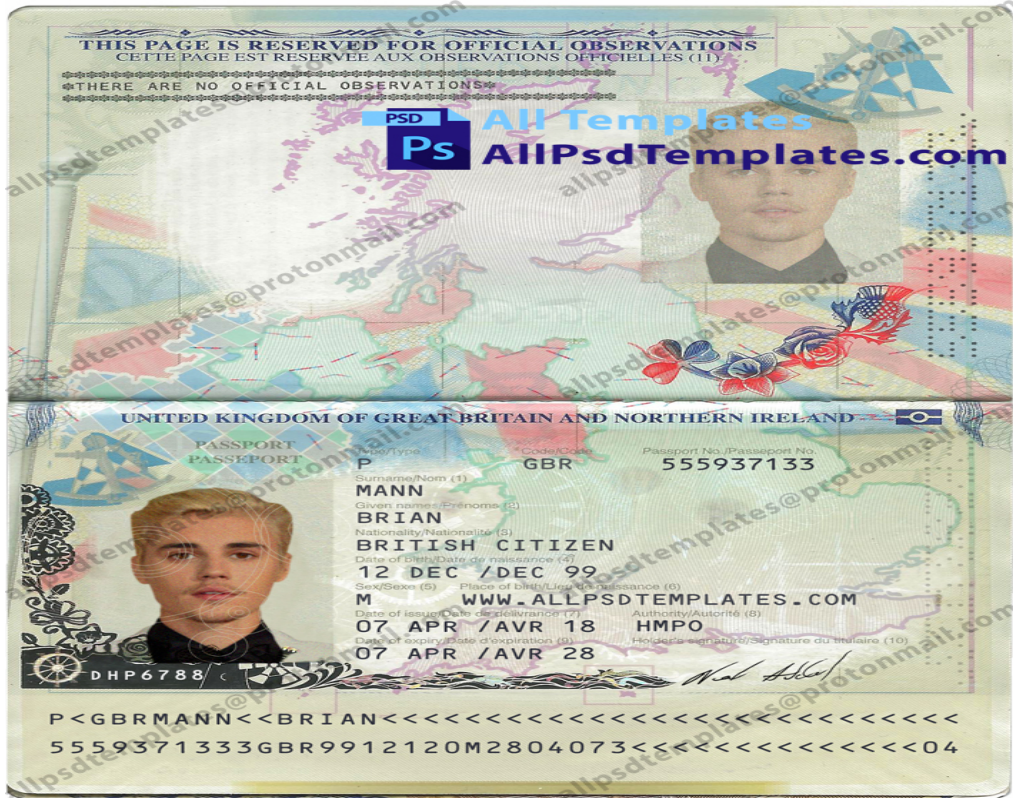 THIS PAGE IS RESERVED FOR OFFICIAL OBSERVATIONS
CETTE PAGE EST RESERVEE AUX OBSERVATIONS OFFICIELLES (11)
*THERE ARE NO OFFICIAL OBSERVATIONS*
PSD
Ps
All Templates
AllPsdTemplates.com
allpsdtemplates@protonmail.com
UNITED KINGDOM OF GREAT BRITAIN AND NORTHERN IRELAND
PASSPORT
PASSEPORT
Type/Type Code/Code Passport No./Passeport No.
P GBR 555937133
Surname/Nom (1)
MANN
Given names/Prénoms (2)
BRIAN
Nationality/Nationalité (3)
BRITISH CITIZEN
Date of birth/Date de naissance (4)
12 DEC /DEC 99
Sex/Sexe (5) Place of birth/Lieu de naissance (6)
M WWW.ALLPSDTEMPLATES.COM
Date of issue/Date de délivrance (7) Authority/Autorité (8)
07 APR /AVR 18 HMPO
Date of expiry/Date d'expiration (9) Holder's signature/Signature du titulaire (10)
07 APR /AVR 28
DHP6788 c
P<GBRMANN<<BRIAN<<<<<<<<<<<<<<<<<<<<<<<<<<<<
5559371333GBR9912120M2804073<<<<<<<<<<<<<<04